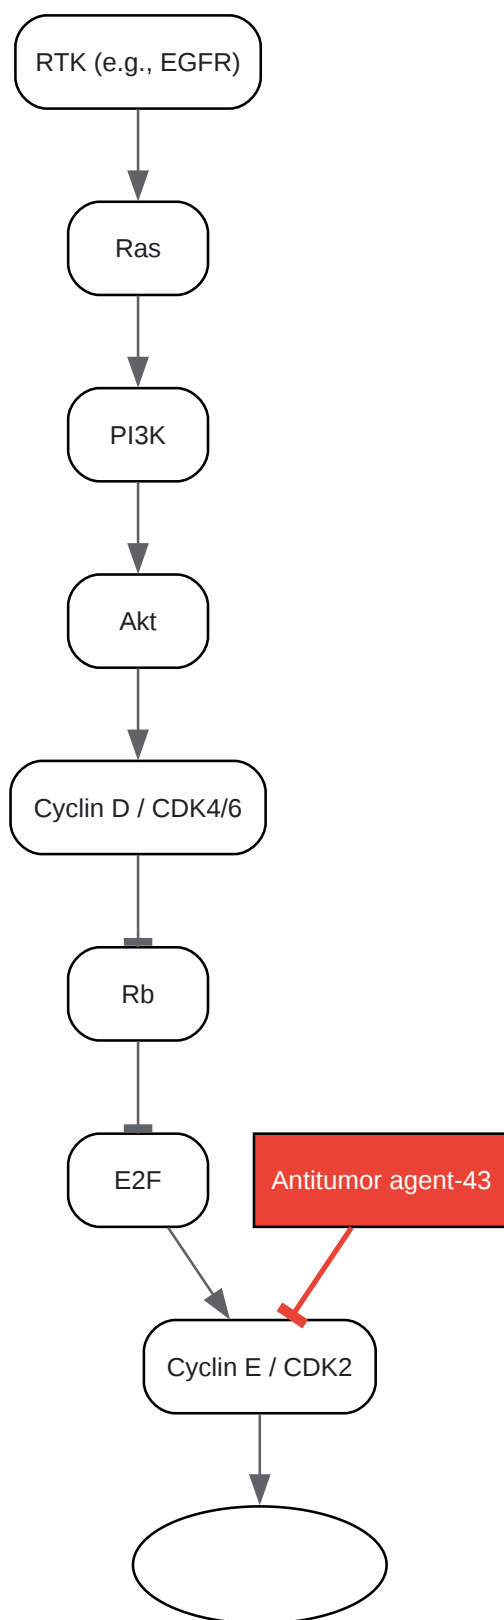 RTK (e.g., EGFR)
Ras
PI3K
Akt
Cyclin D / CDK4/6
Rb
E2F
Antitumor agent-43
Cyclin E / CDK2